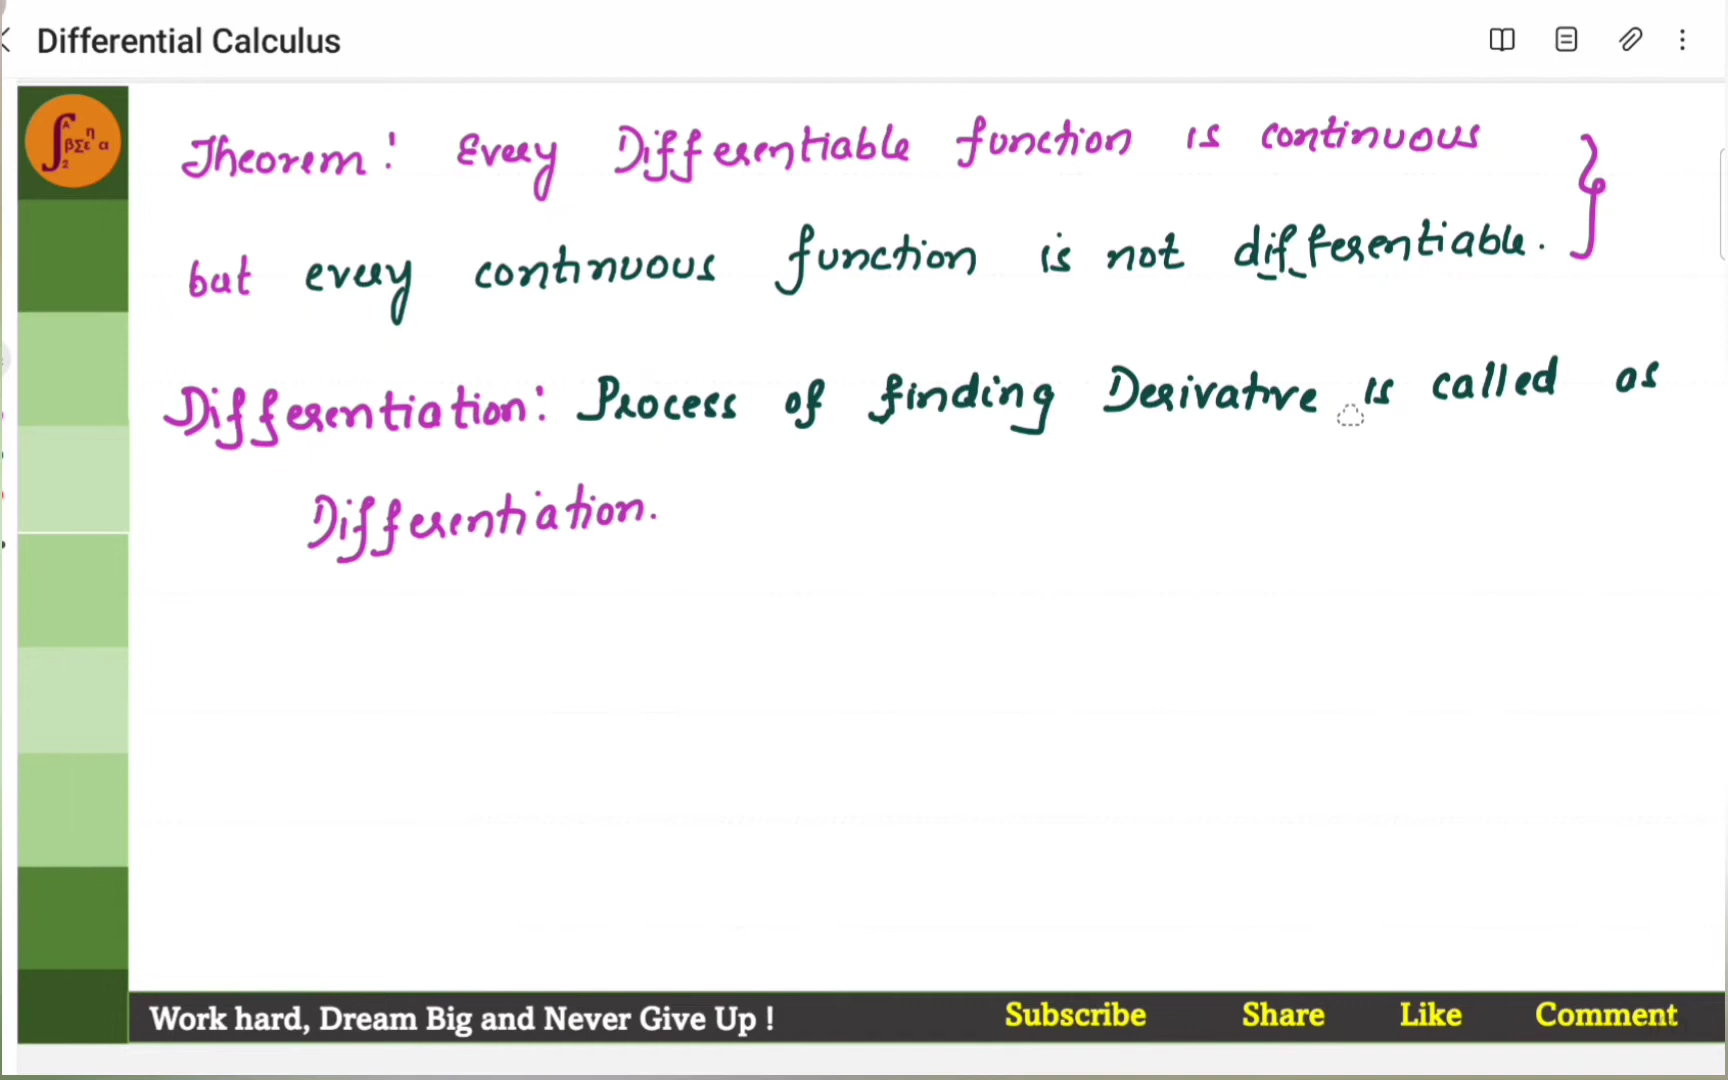 Differential Calculus
Theorem: Every Differentiable function is continuous
but every continuous function is not differentiable.
Differentiation: Process of finding Derivative is called as
Differentiation.
Work hard, Dream Big and Never Give Up ! Subscribe Share Like Comment